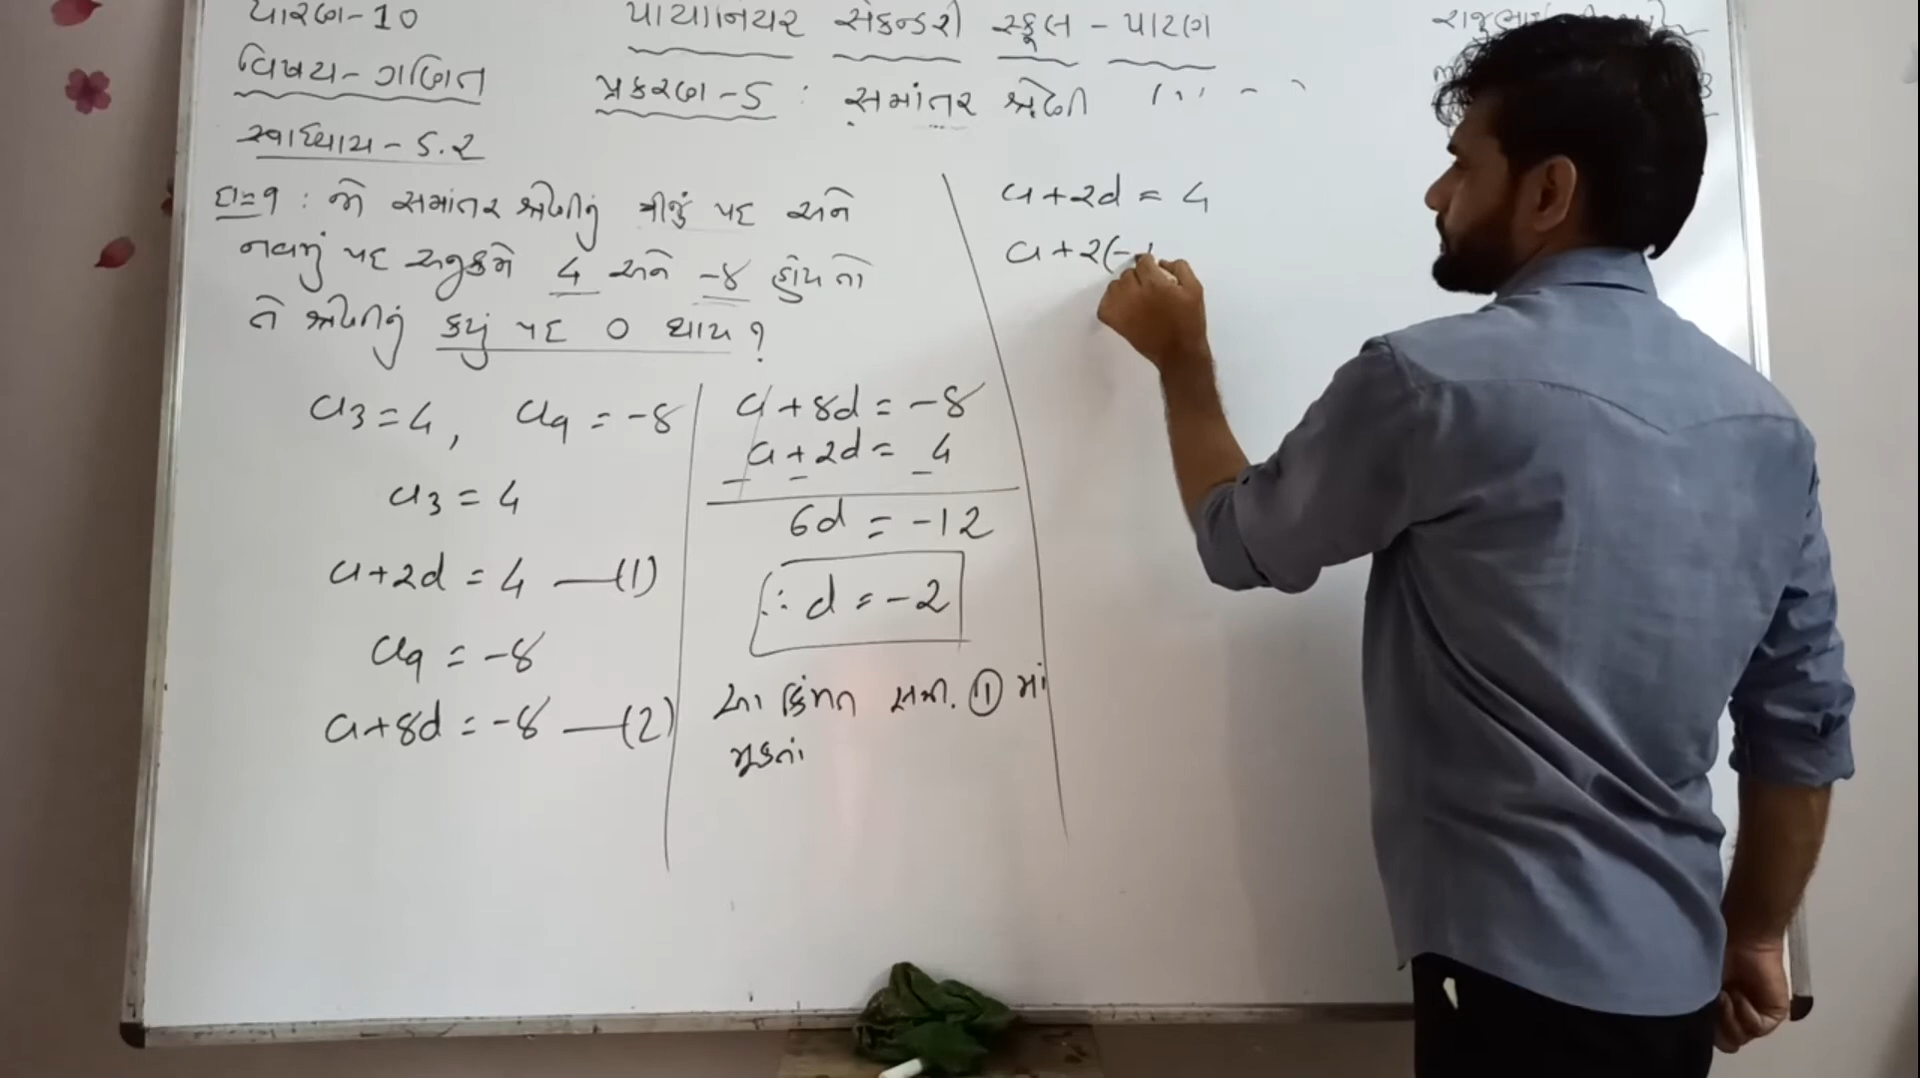 ધોરણ-10
વિષય-ગણિત
સ્વાધ્યાય-5.2
પાયોનિયર સેકન્ડરી સ્કૂલ - પાટણ
પ્રકરણ-5 : સમાંતર શ્રેણી
દા=9 : જો સમાંતર શ્રેણીનું ત્રીજું પદ અને
નવમું પદ અનુક્રમે 4 અને -8 હોય તો
તે શ્રેણીનું કયું પદ 0 થાય ?
a3 = 4, a9 = -8
a3 = 4
a+2d = 4 —(1)
a9 = -8
a+8d = -8 —(2)
a+8d = -8
a+2d = 4
- - -
6d = -12
∴ d = -2
આ કિંમત સમી. ① માં
મૂકતાં
a+2d = 4
a+2(-